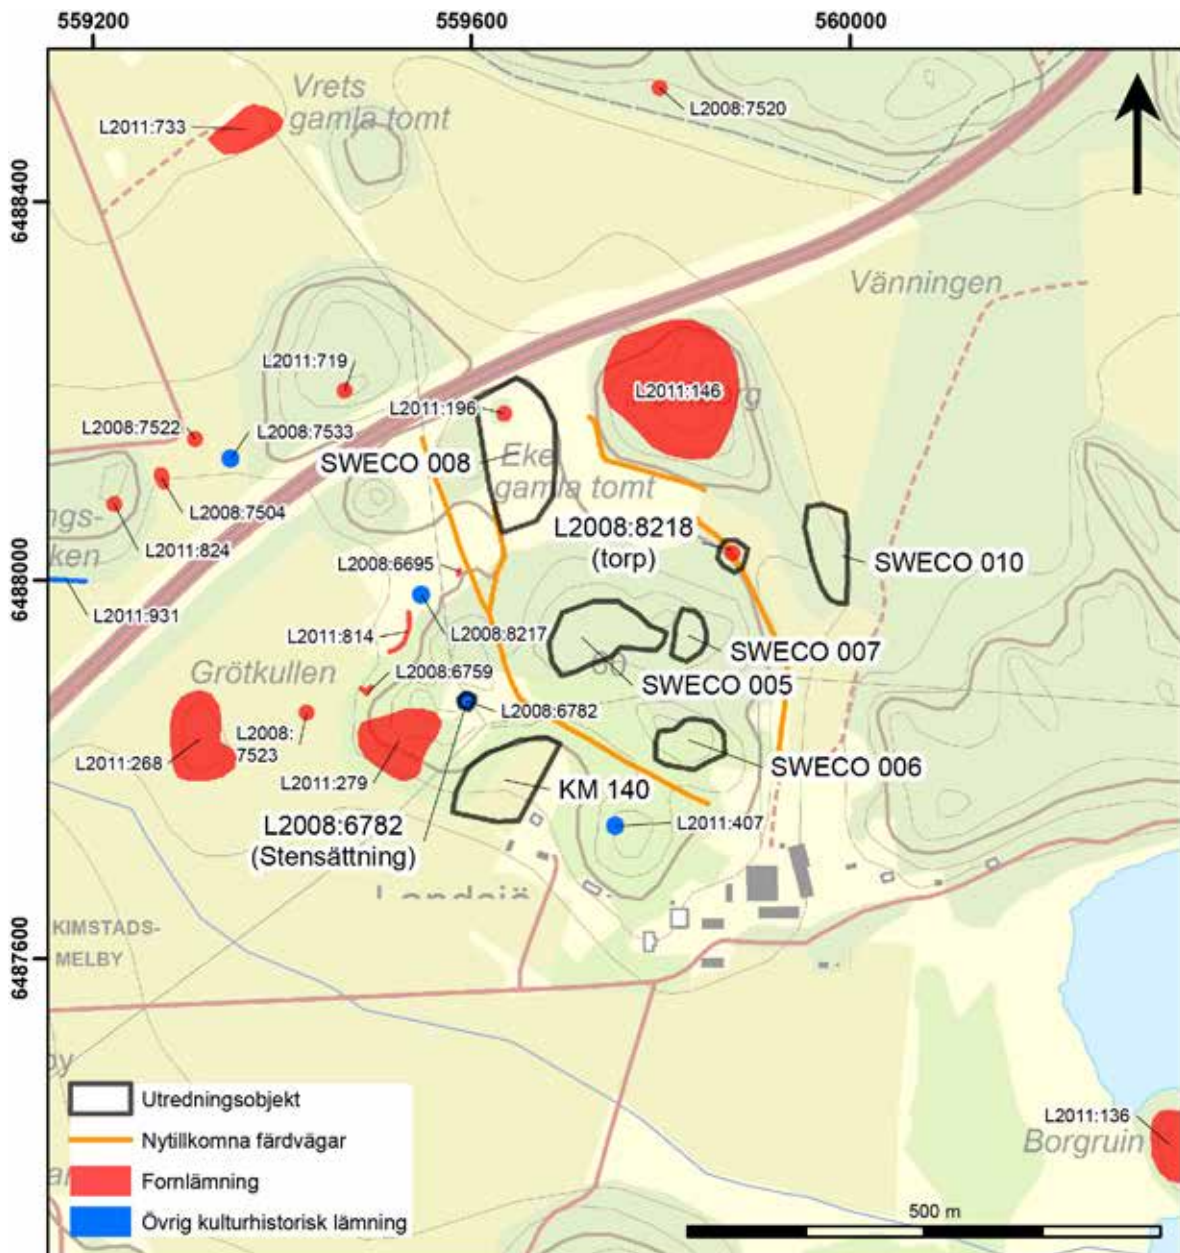 559200
559600
560000
6488400
6488000
6487600
Vrets
gamla tomt
L2011:733
L2008:7520
Vänningen
L2011:719
L2011:146
rg
L2011:196
L2008:7522
L2008:7533
SWECO 008
Eke
gamla tomt
L2008:7504
L2008:8218
(torp)
ngs-
ken
L2011:824
L2008:6695
SWECO 010
L2011:931
L2011:814
L2008:8217
SWECO 007
Grötkullen
L2008:6759
SWECO 005
L2008:6782
L2008:
7523
L2011:268
L2011:279
SWECO 006
KM 140
L2008:6782
(Stensättning)
L2011:407
KIMSTADS-
MELBY
by
L2011:136
Borgruin
Utredningsobjekt
Nytillkomna färdvägar
Fornlämning
Övrig kulturhistorisk lämning
500 m